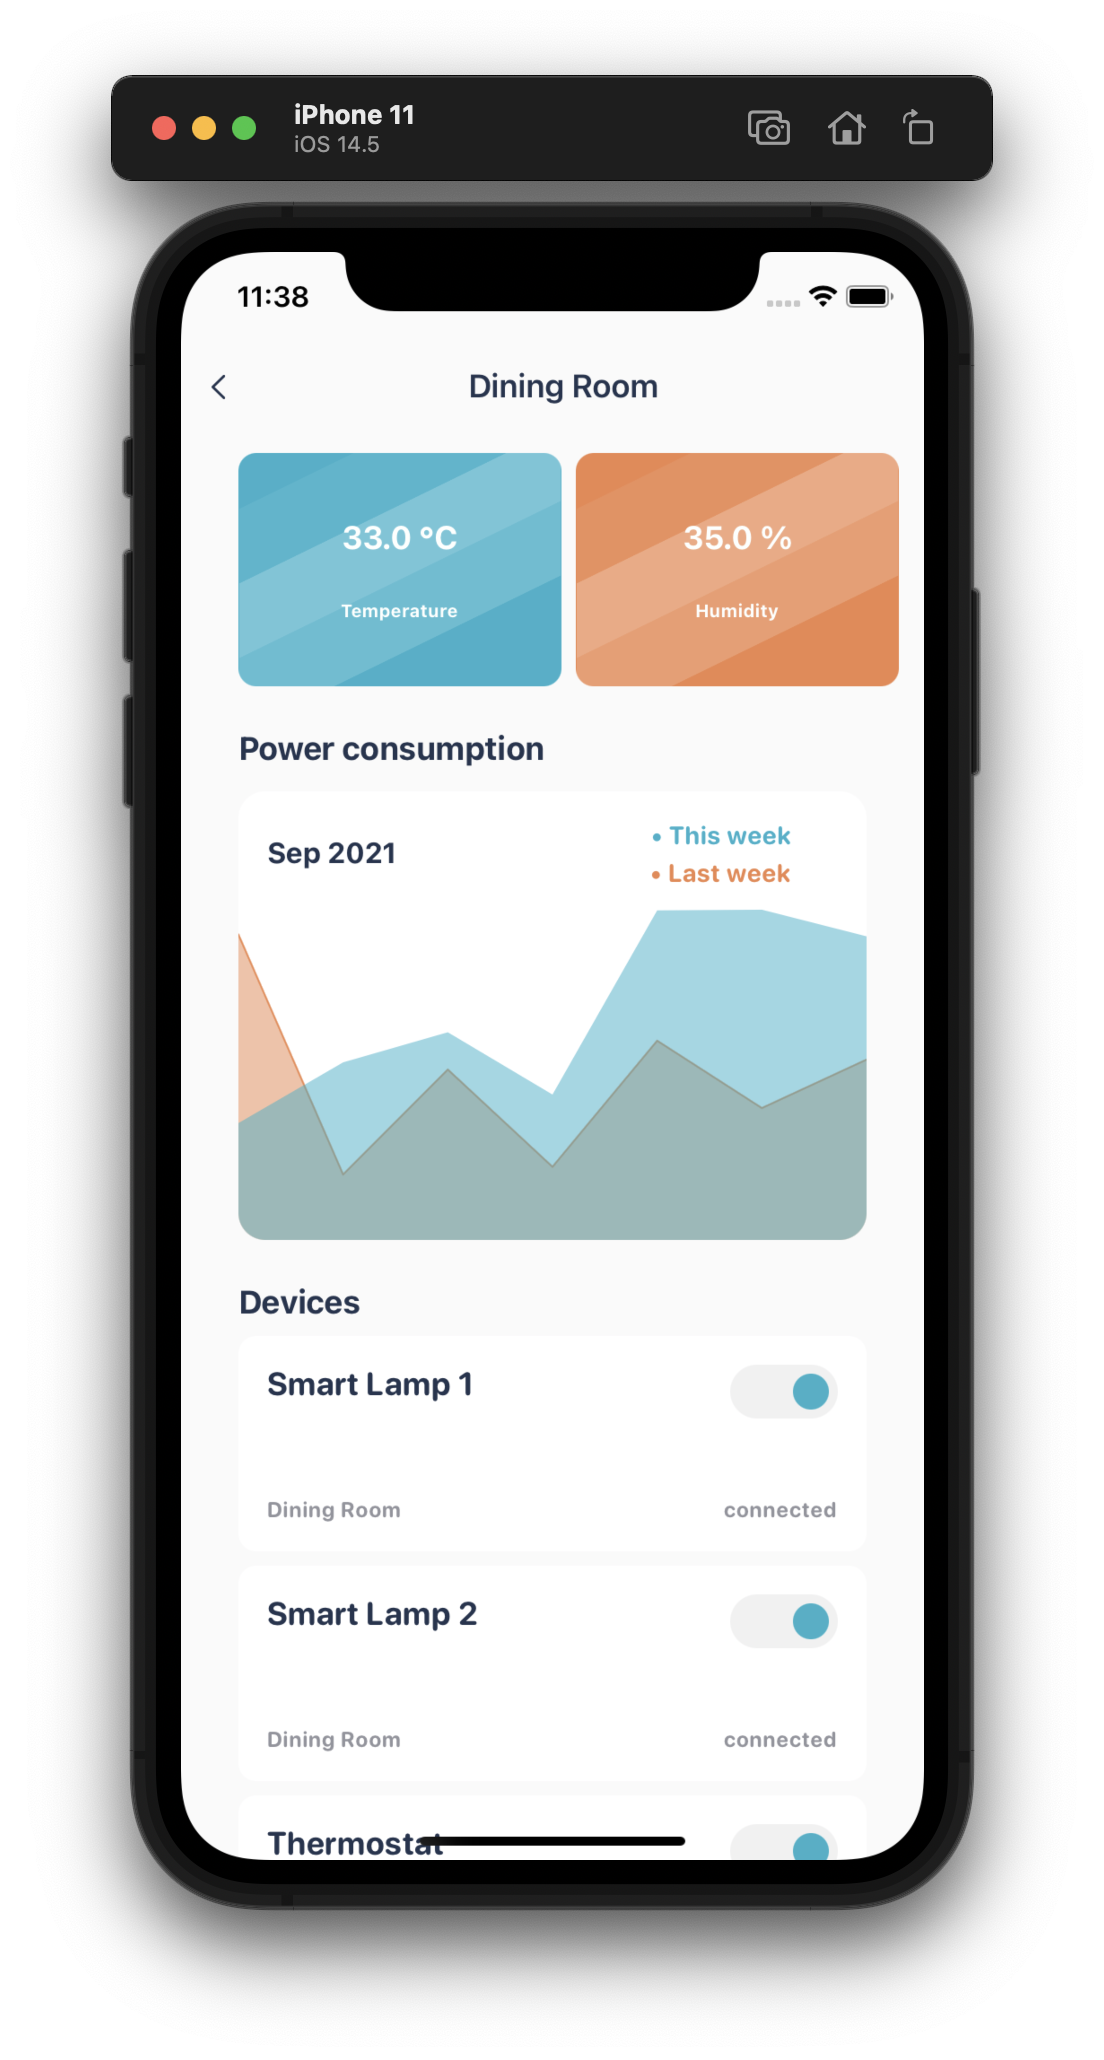 iPhone 11
iOS 14.5
11:38
Dining Room
33.0 °C
35.0 %
Temperature
Humidity
Power consumption
Sep 2021
• This week
• Last week
Devices
Smart Lamp 1
Dining Room
connected
Smart Lamp 2
Dining Room
connected
Thermostat